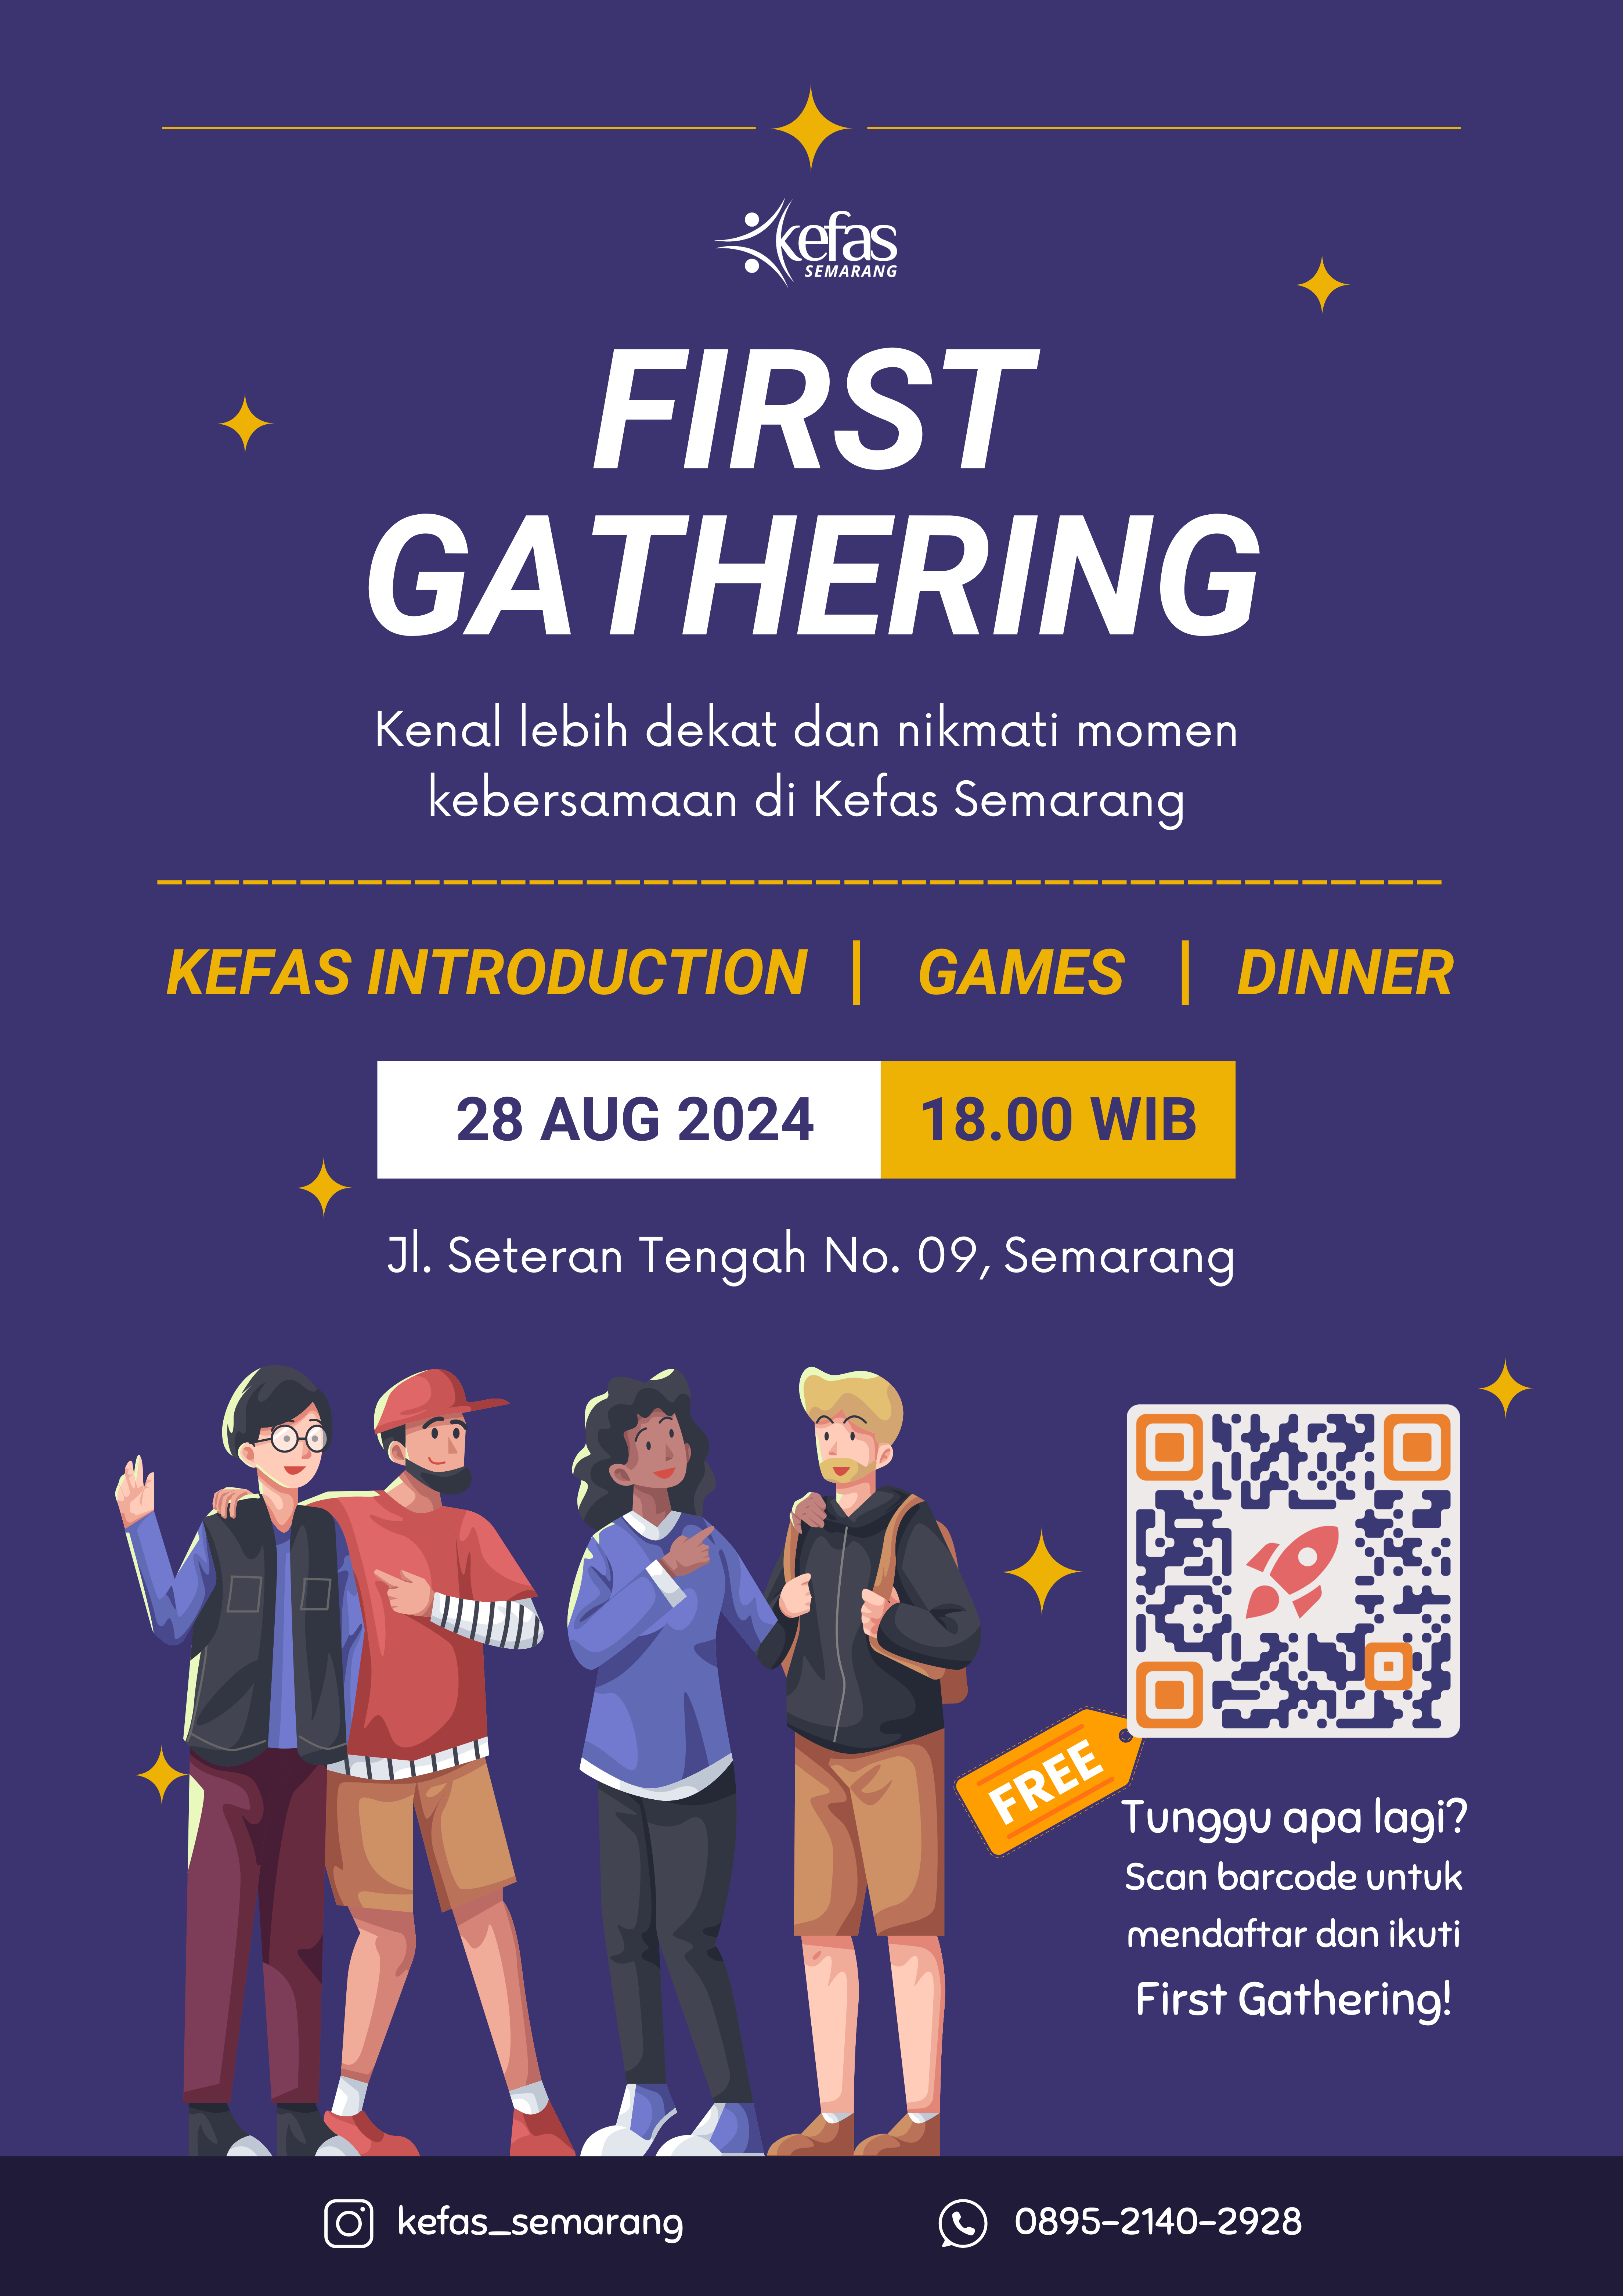 kefas
SEMARANG
FIRST
GATHERING
Kenal lebih dekat dan nikmati momen
kebersamaan di Kefas Semarang
KEFAS INTRODUCTION | GAMES | DINNER
28 AUG 2024 18.00 WIB
Jl. Seteran Tengah No. 09, Semarang
FREE
Tunggu apa lagi?
Scan barcode untuk
mendaftar dan ikuti
First Gathering!
kefas_semarang 0895-2140-2928